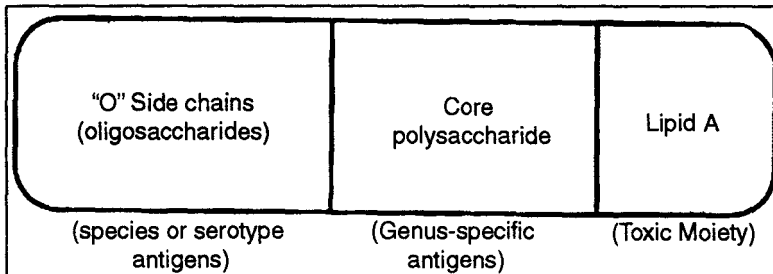 “O” Side chains
(oligosaccharides)
Core
polysaccharide
Lipid A
(species or serotype
antigens)
(Genus-specific
antigens)
(Toxic Moiety)